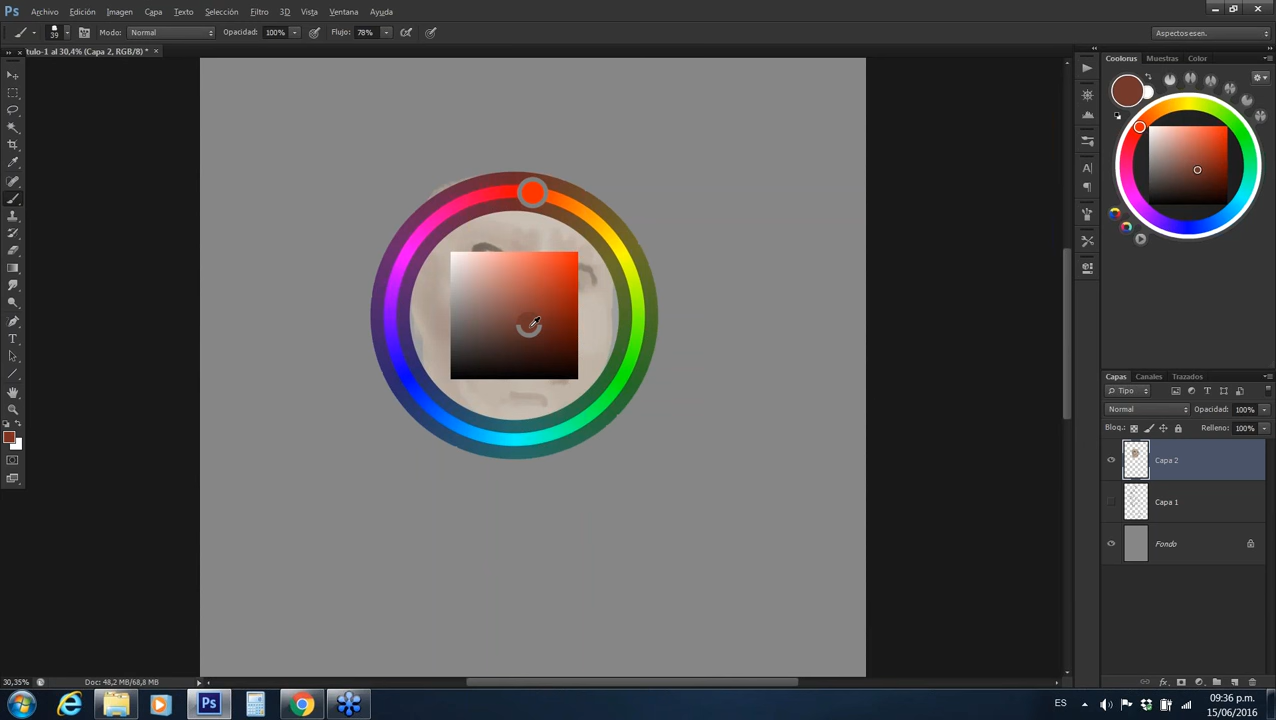 Ps Archivo Edición Imagen Capa Texto Selección Filtro 3D Vista Ventana Ayuda
39 Modo: Normal Opacidad: 100% Flujo: 78% Aspectos esen.
tulo-1 al 30,4% (Capa 2, RGB/8) * ×
Coolorus Muestras Color
Capas Canales Trazados
Tipo
Normal Opacidad: 100%
Bloq.: Relleno: 100%
Capa 2
Capa 1
Fondo
30,35% Doc: 48,2 MB/68,8 MB
Ps ES 09:36 p.m.
15/06/2016